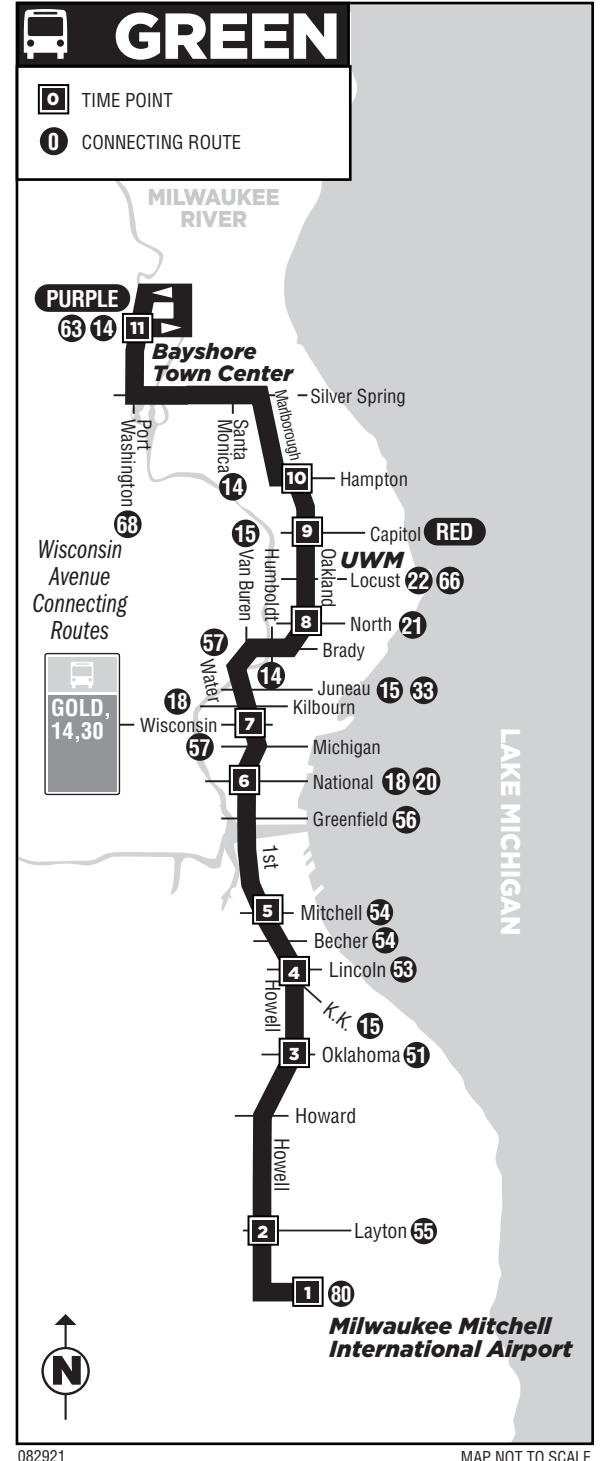 GREEN
0 TIME POINT
0 CONNECTING ROUTE
MILWAUKEE
RIVER
PURPLE
63 14
11
Bayshore
Town Center
Silver Spring
Marlborough
Port
Washington
68
Santa
Monica
14
10
Hampton
9
Capitol RED
UWM
Oakland
Locust 22 66
15
Van Buren
Humboldt
14
8
North 21
Brady
Wisconsin
Avenue
Connecting
Routes
GOLD,
14,30
57
Water
Juneau 15 33
18
Kilbourn
Wisconsin
7
57
Michigan
6
National 18 20
Greenfield 56
1st
LAKE MICHIGAN
5
Mitchell 54
Becher 54
4
Lincoln 53
Howell
K.K. 15
3
Oklahoma 51
Howard
Howell
2
Layton 55
1
80
Milwaukee Mitchell
International Airport
N
082921
MAP NOT TO SCALE